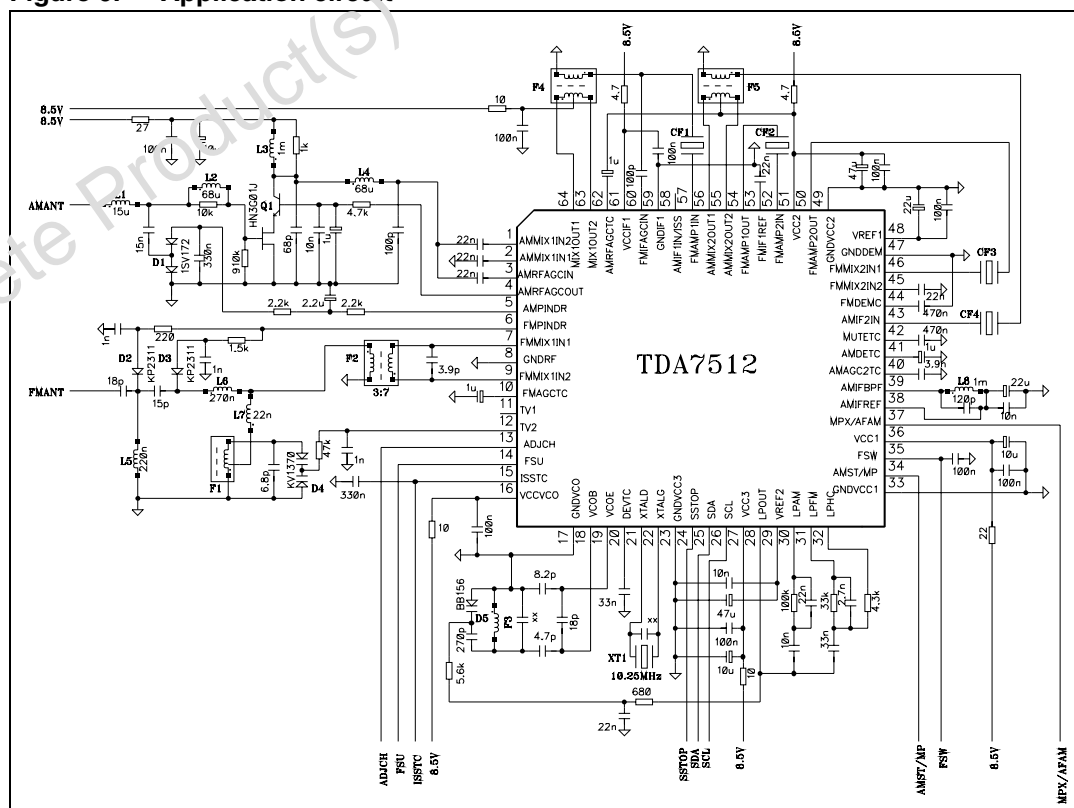 Figure 5. Application circuit
ete Product(s)
8.5V
8.5V
27
100n
L3
1m
1k
10
100n
F4
8.5V
4.7
F5
8.5V
4.7
CF1
100n
CF2
22n
1u
100p
47u
100n
22u
100n
AMANT
L1
15u
L2
68u
10k
Q1
HN3G01J
L4
68u
4.7k
15n
D1
1SV172
330n
910k
68p
10n
1u
100p
22n
22n
22n
2.2k
2.2u
2.2k
64
63
62
61
60
59
58
57
56
55
54
53
52
51
50
49
MIX1OUT1
MIX1OUT2
AMRFAGCTC
VCCIF1
FMIFAGCIN
GNDIF1
AMIF1IN/ISS
FMAMP1IN
AMMIX2OUT1
AMMIX2OUT2
FMAMP1OUT
FMIF1REF
FMAMP2IN
VCC2
FMAMP2OUT
GNDVCC2
1 AMMIX1IN2
2 AMMIX1IN1
3 AMRFAGCIN
4 AMRFAGCOUT
5 AMPINDR
6 FMPINDR
7 FMMIX1IN1
8 GNDRF
9 FMMIX1IN2
10 FMAGCTC
11 TV1
12 TV2
13 ADJCH
14 FSU
15 ISSTC
16 VCCVCO
TDA7512
VREF1 48
GNDDEM 47
FMMIX2IN1 46
FMMIX2IN2 45
FMDEMC 44
AMIF2IN 43
MUTETC 42
AMDETC 41
AMAGC2TC 40
AMIFBPF 39
AMIFREF 38
MPX/AFAM 37
VCC1 36
FSW 35
AMST/MP 34
GNDVCC1 33
CF3
22n
470n
CF4
470n
1u
3.9n
L8 1m
22u
120p
10n
10u
100n
100n
22
1n
220
D2
KP2311
D3
KP2311
1.5k
1n
FMANT
18p
15p
L6
270n
L7
22n
F2
3:7
3.9p
1u
L5
220n
F1
6.8p
KV1370
D4
47k
1n
330n
10
100n
GNDVCO
VCOB
VCOE
DEVTC
XTALD
XTALG
GNDVCC3
SSTOP
SDA
SCL
VCC3
LPOUT
VREF2
LPAM
LPFM
LPHC
17
18
19
20
21
22
23
24
25
26
27
28
29
30
31
32
BB156
D5
270p
F3
xx
8.2p
4.7p
18p
33n
xx
XT1
10.25MHz
10n
47u
100n
10u
10
100k
22n
10n
33k
2.7n
33n
4.3k
5.6k
680
22n
ADJCH
FSU
ISSTC
8.5V
SSTOP
SDA
SCL
8.5V
AMST/MP
FSW
8.5V
MPX/AFAM